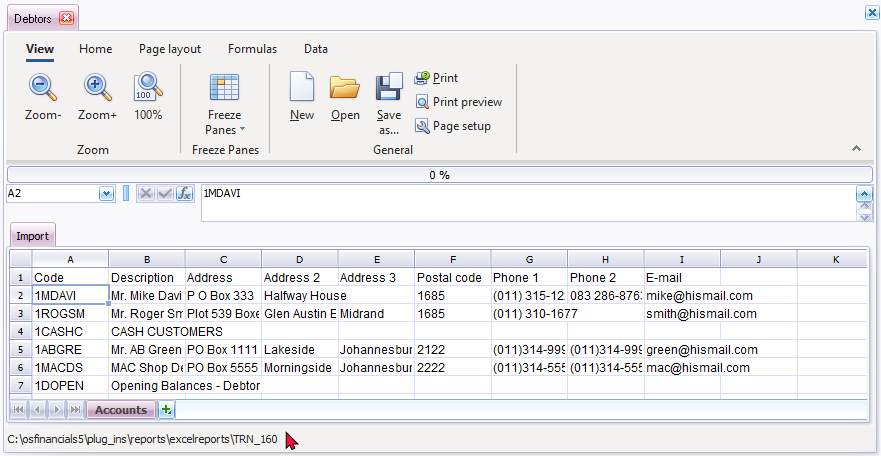 Debtors
View Home Page layout Formulas Data
Zoom- Zoom+ 100 100% Freeze Panes New Open Save as... Print
Print preview
Page setup
Zoom Freeze Panes General
0 %
A2 fx 1MDAVI
Import
A B C D E F G H I J K
1 Code Description Address Address 2 Address 3 Postal code Phone 1 Phone 2 E-mail
2 1MDAVI Mr. Mike Davi P O Box 333 Halfway House 1685 (011) 315-12 083 286-8763 mike@hismail.com
3 1ROGSM Mr. Roger Sm Plot 539 Boxe Glen Austin E Midrand 1685 (011) 310-1677 smith@hismail.com
4 1CASHC CASH CUSTOMERS
5 1ABGRE Mr. AB Green PO Box 1111 Lakeside Johannesbur 2122 (011)314-999 (011)314-999 green@hismail.com
6 1MACDS MAC Shop De PO Box 5555 Morningside Johannesbur 2222 (011)314-555 (011)314-555 mac@hismail.com
7 1DOPEN Opening Balances - Debtor
Accounts
C:\osfinancials5\plug_ins\reports\excelreports\TRN_160